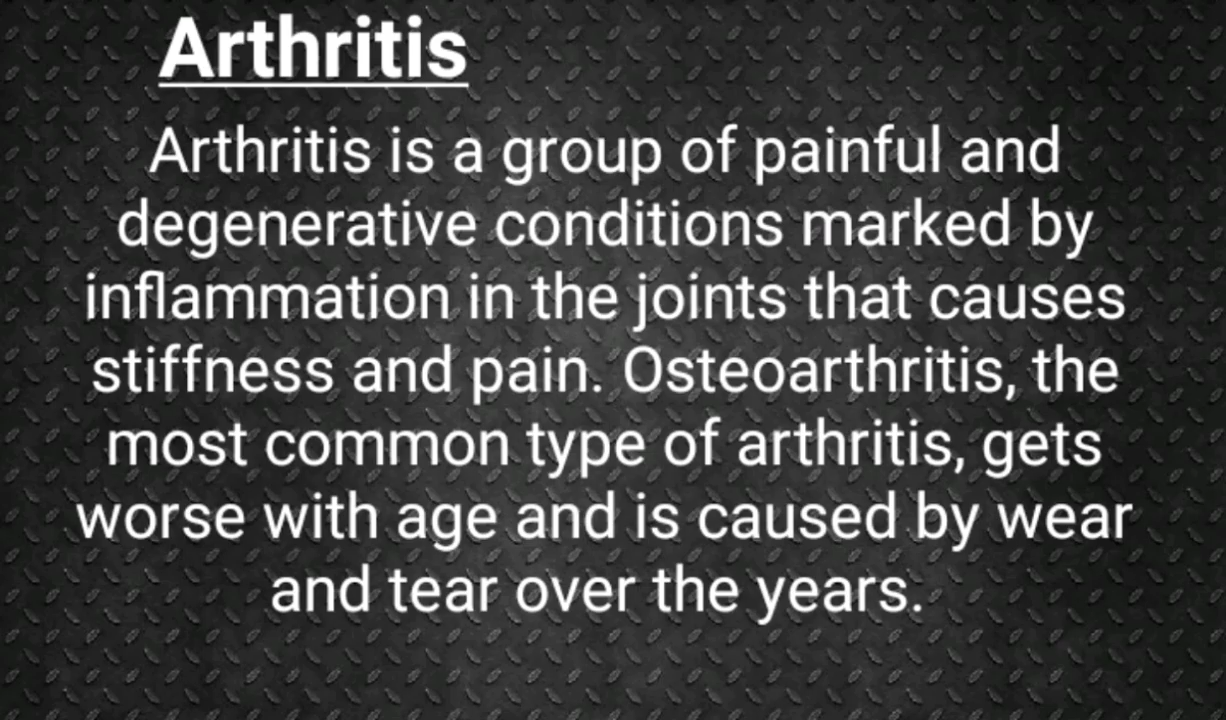 Arthritis
Arthritis is a group of painful and
degenerative conditions marked by
inflammation in the joints that causes
stiffness and pain. Osteoarthritis, the
most common type of arthritis, gets
worse with age and is caused by wear
and tear over the years.